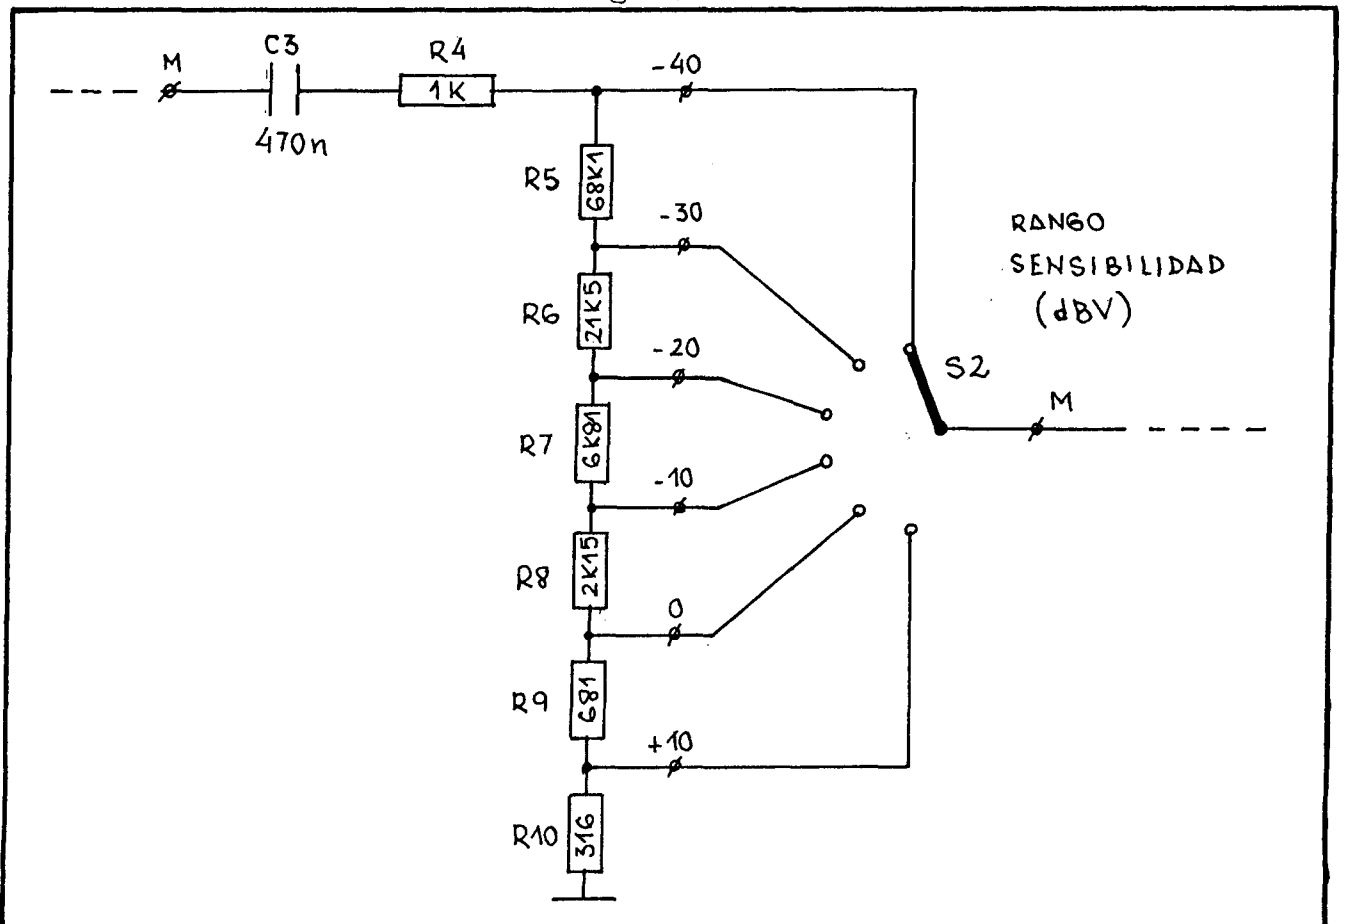 C3
R4
M
-40
1K
470n
R5
68K1
-30
RANGO
SENSIBILIDAD
(dBV)
R6
21K5
-20
S2
M
R7
6K81
-10
R8
2K15
0
R9
681
+10
R10
316